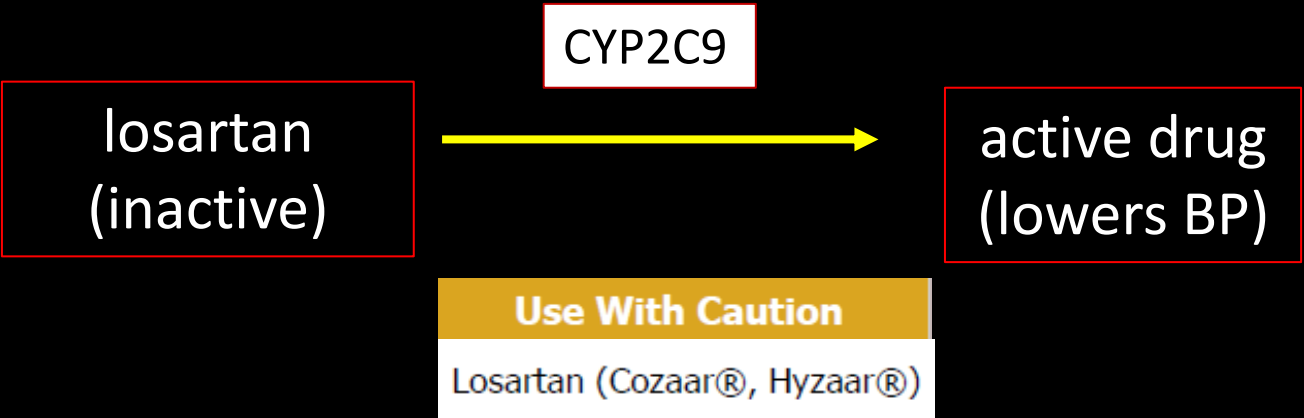 CYP2C9
losartan
(inactive)
active drug
(lowers BP)
Use With Caution
Losartan (Cozaar®, Hyzaar®)